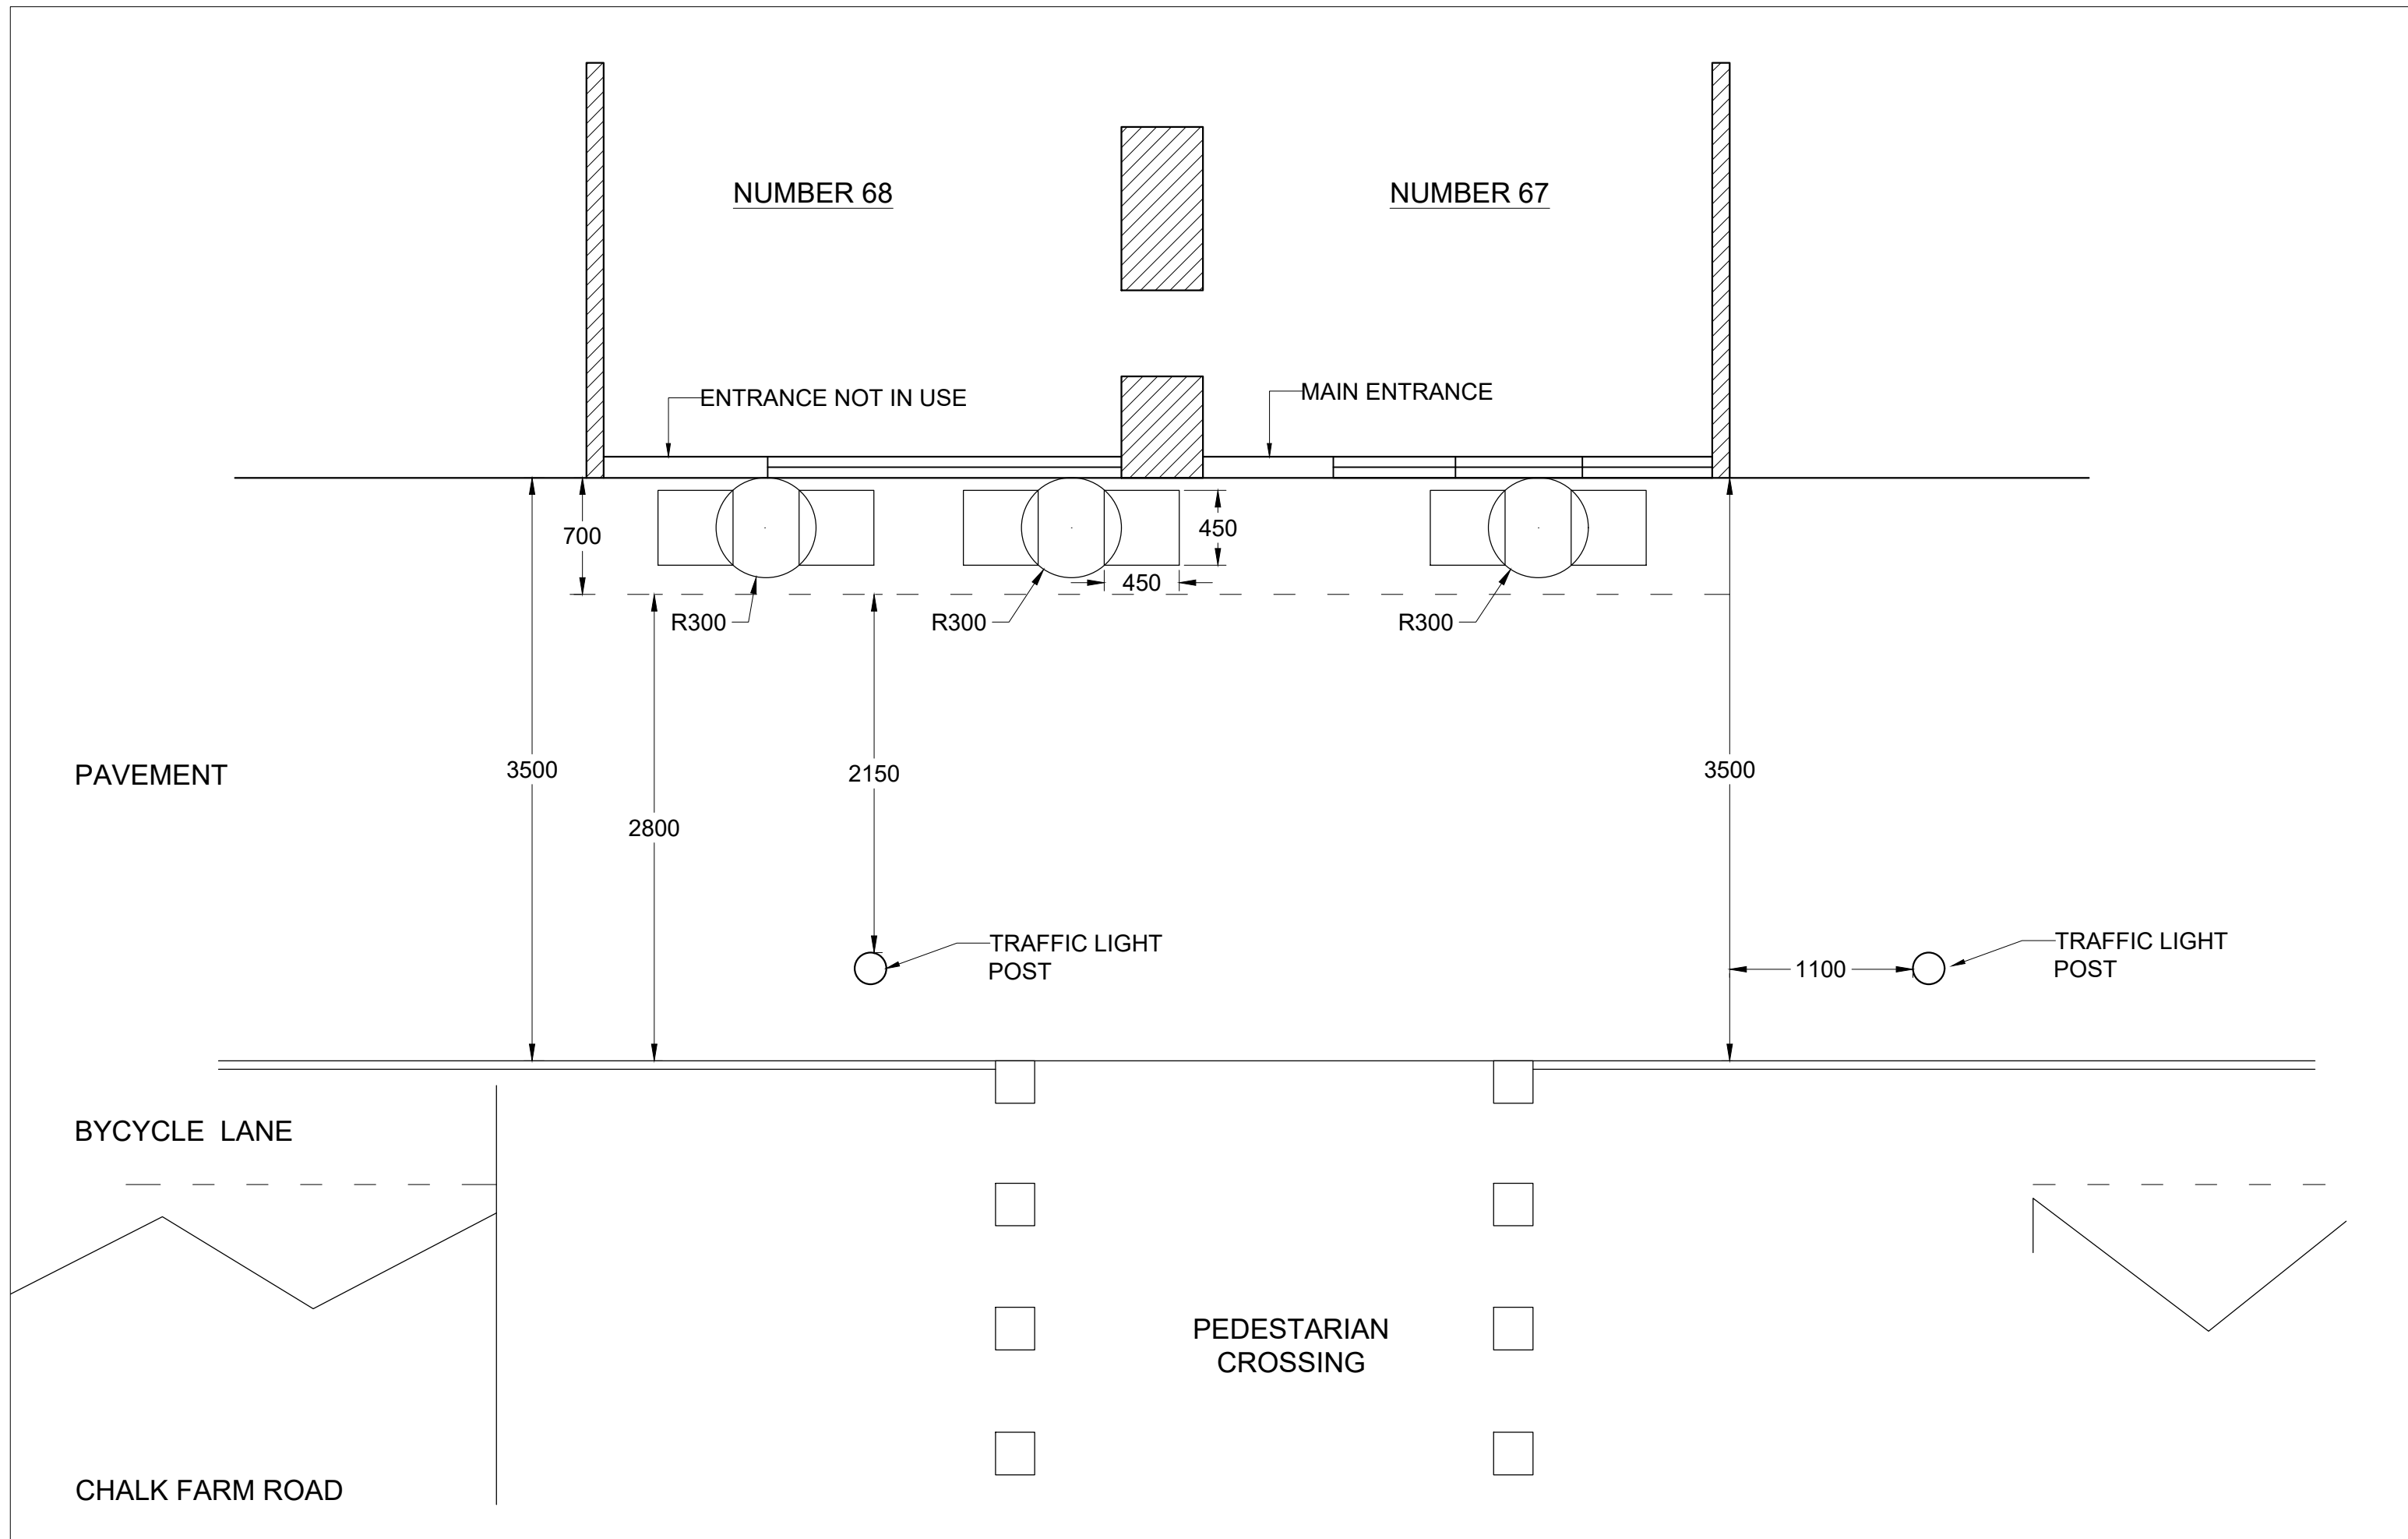 NUMBER 68
NUMBER 67
ENTRANCE NOT IN USE
MAIN ENTRANCE
700
450
450
R300
R300
R300
PAVEMENT
3500
2150
3500
2800
TRAFFIC LIGHT
POST
1100
TRAFFIC LIGHT
POST
BYCYCLE LANE
PEDESTARIAN
CROSSING
CHALK FARM ROAD